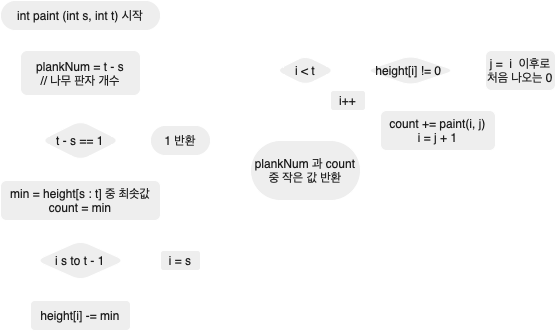 int paint (int s, int t) 시작
plankNum = t - s
// 나무 판자 개수
t - s == 1
1 반환
min = height[s : t] 중 최솟값
count = min
i s to t - 1
i = s
height[i] -= min
i < t
height[i] != 0
j = i 이후로
처음 나오는 0
i++
count += paint(i, j)
i = j + 1
plankNum 과 count
중 작은 값 반환